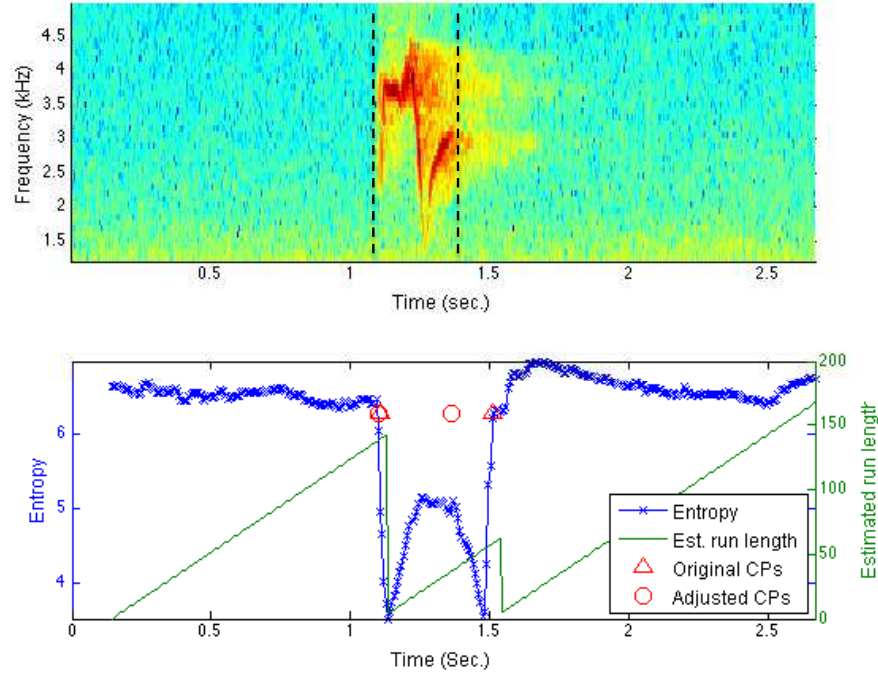 4.5
4
3.5
3
2.5
2
1.5
Frequency (kHz)
0.5
1
1.5
2
2.5
Time (sec.)
6
5
4
Entropy
200
150
100
50
0
Estimated run length
Entropy
Est. run length
Original CPs
Adjusted CPs
0
0.5
1
1.5
2
2.5
Time (Sec.)